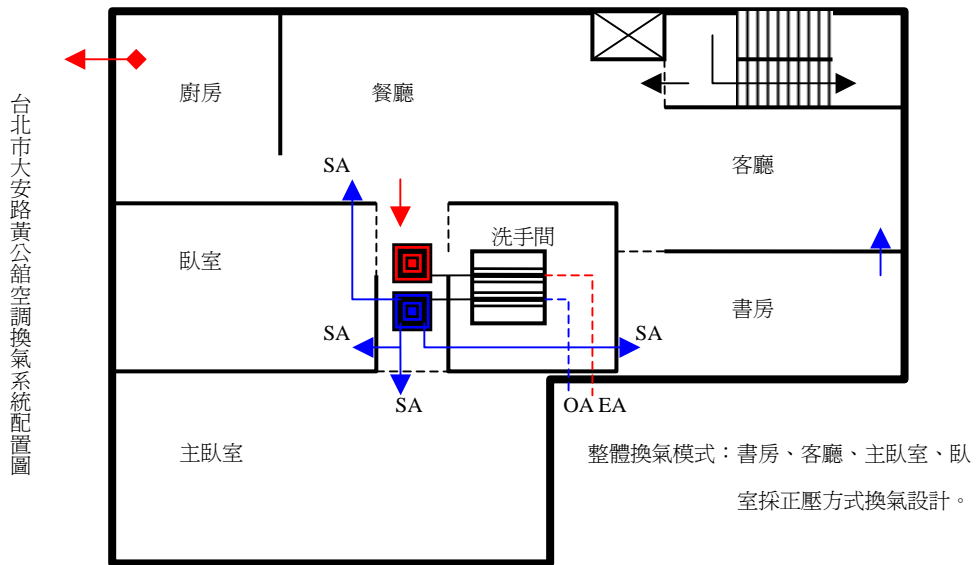 台北市大安路黃公舘空調換氣系統配置圖
廚房
餐廳
客廳
SA
洗手間
臥室
書房
SA
SA
SA
OA EA
主臥室
整體換氣模式：書房、客廳、主臥室、臥
室採正壓方式換氣設計。